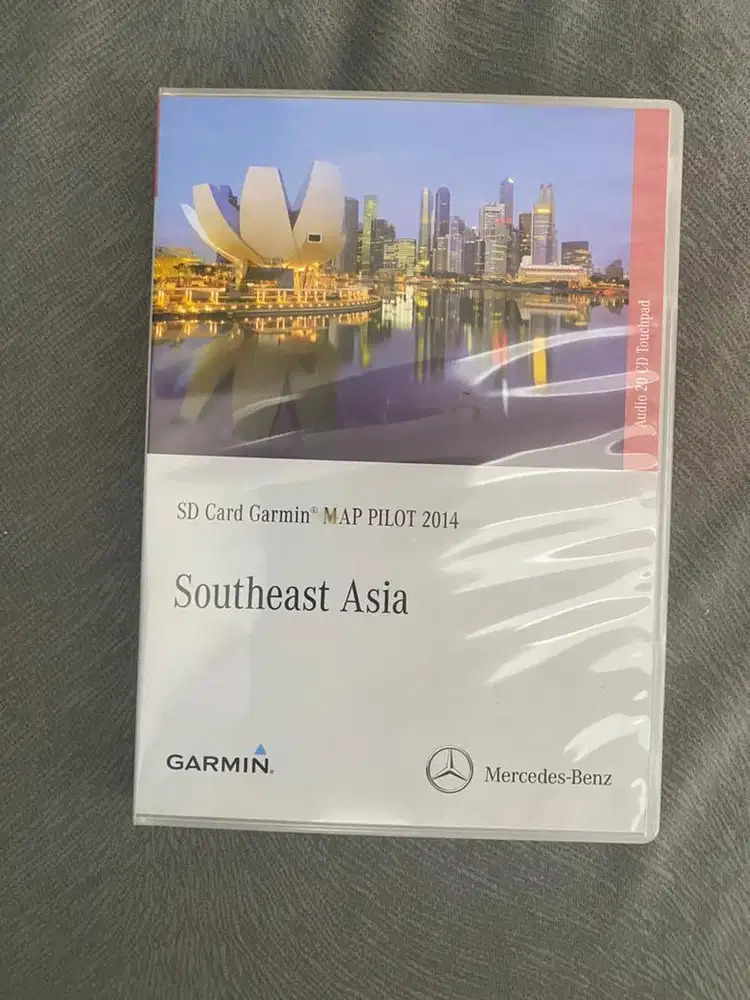 Audio 20 CD Touchpad
SD Card Garmin® MAP PILOT 2014
Southeast Asia
GARMIN®
Mercedes-Benz